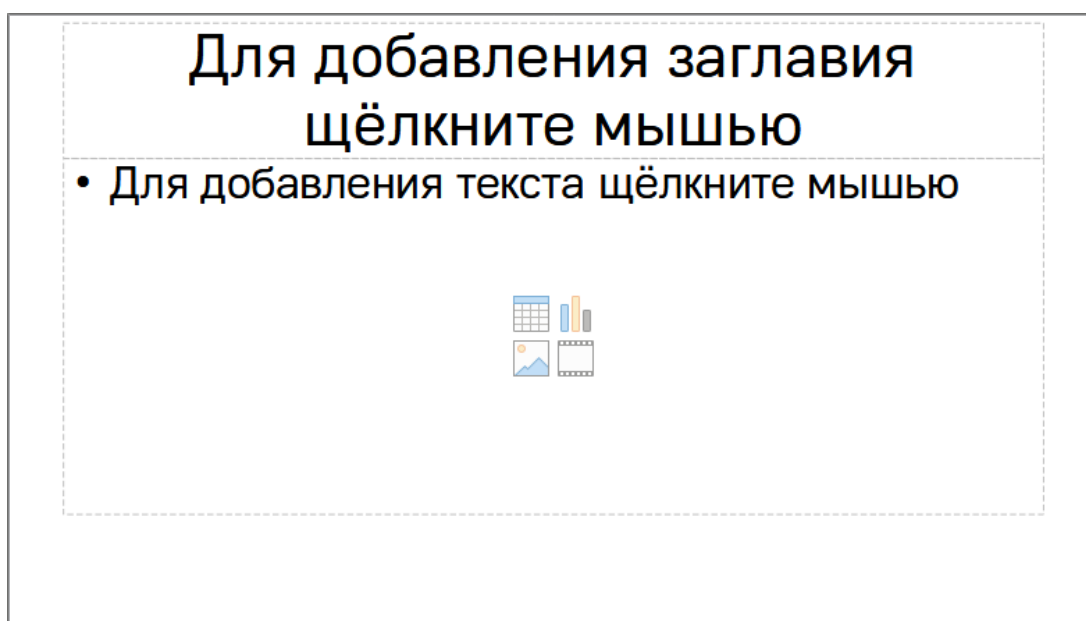 Для добавления заглавия
щёлкните мышью
• Для добавления текста щёлкните мышью